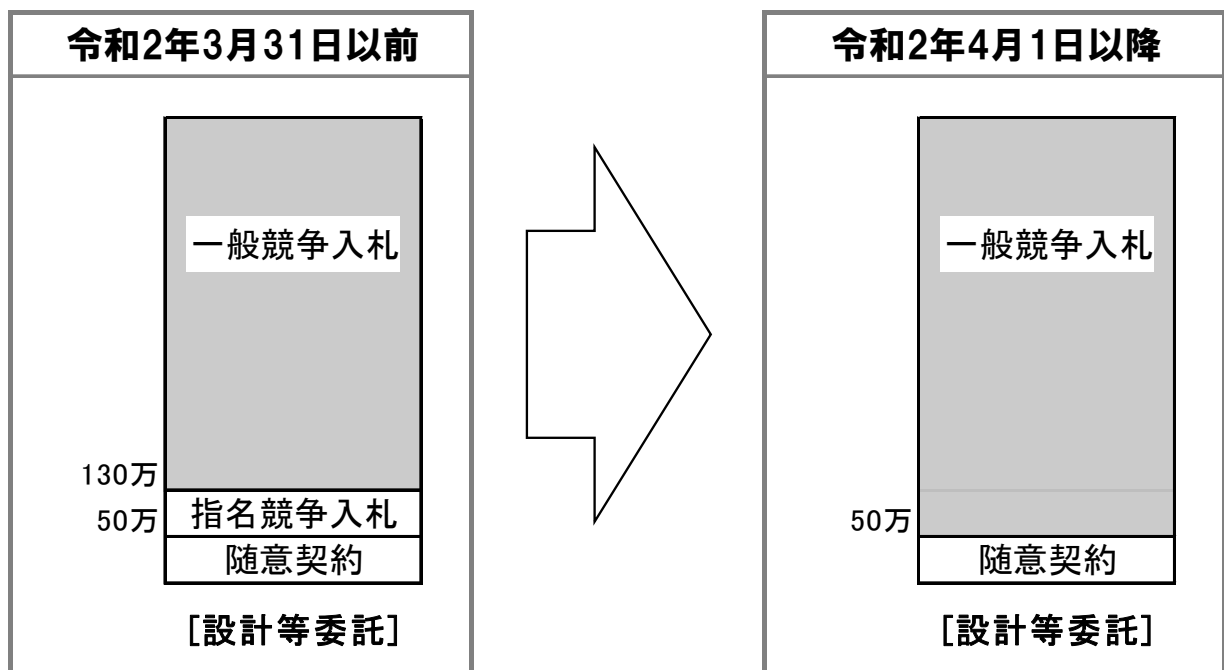 令和2年3月31日以前
一般競争入札
130万
指名競争入札
50万
随意契約
[設計等委託]
令和2年4月1日以降
一般競争入札
50万
随意契約
[設計等委託]